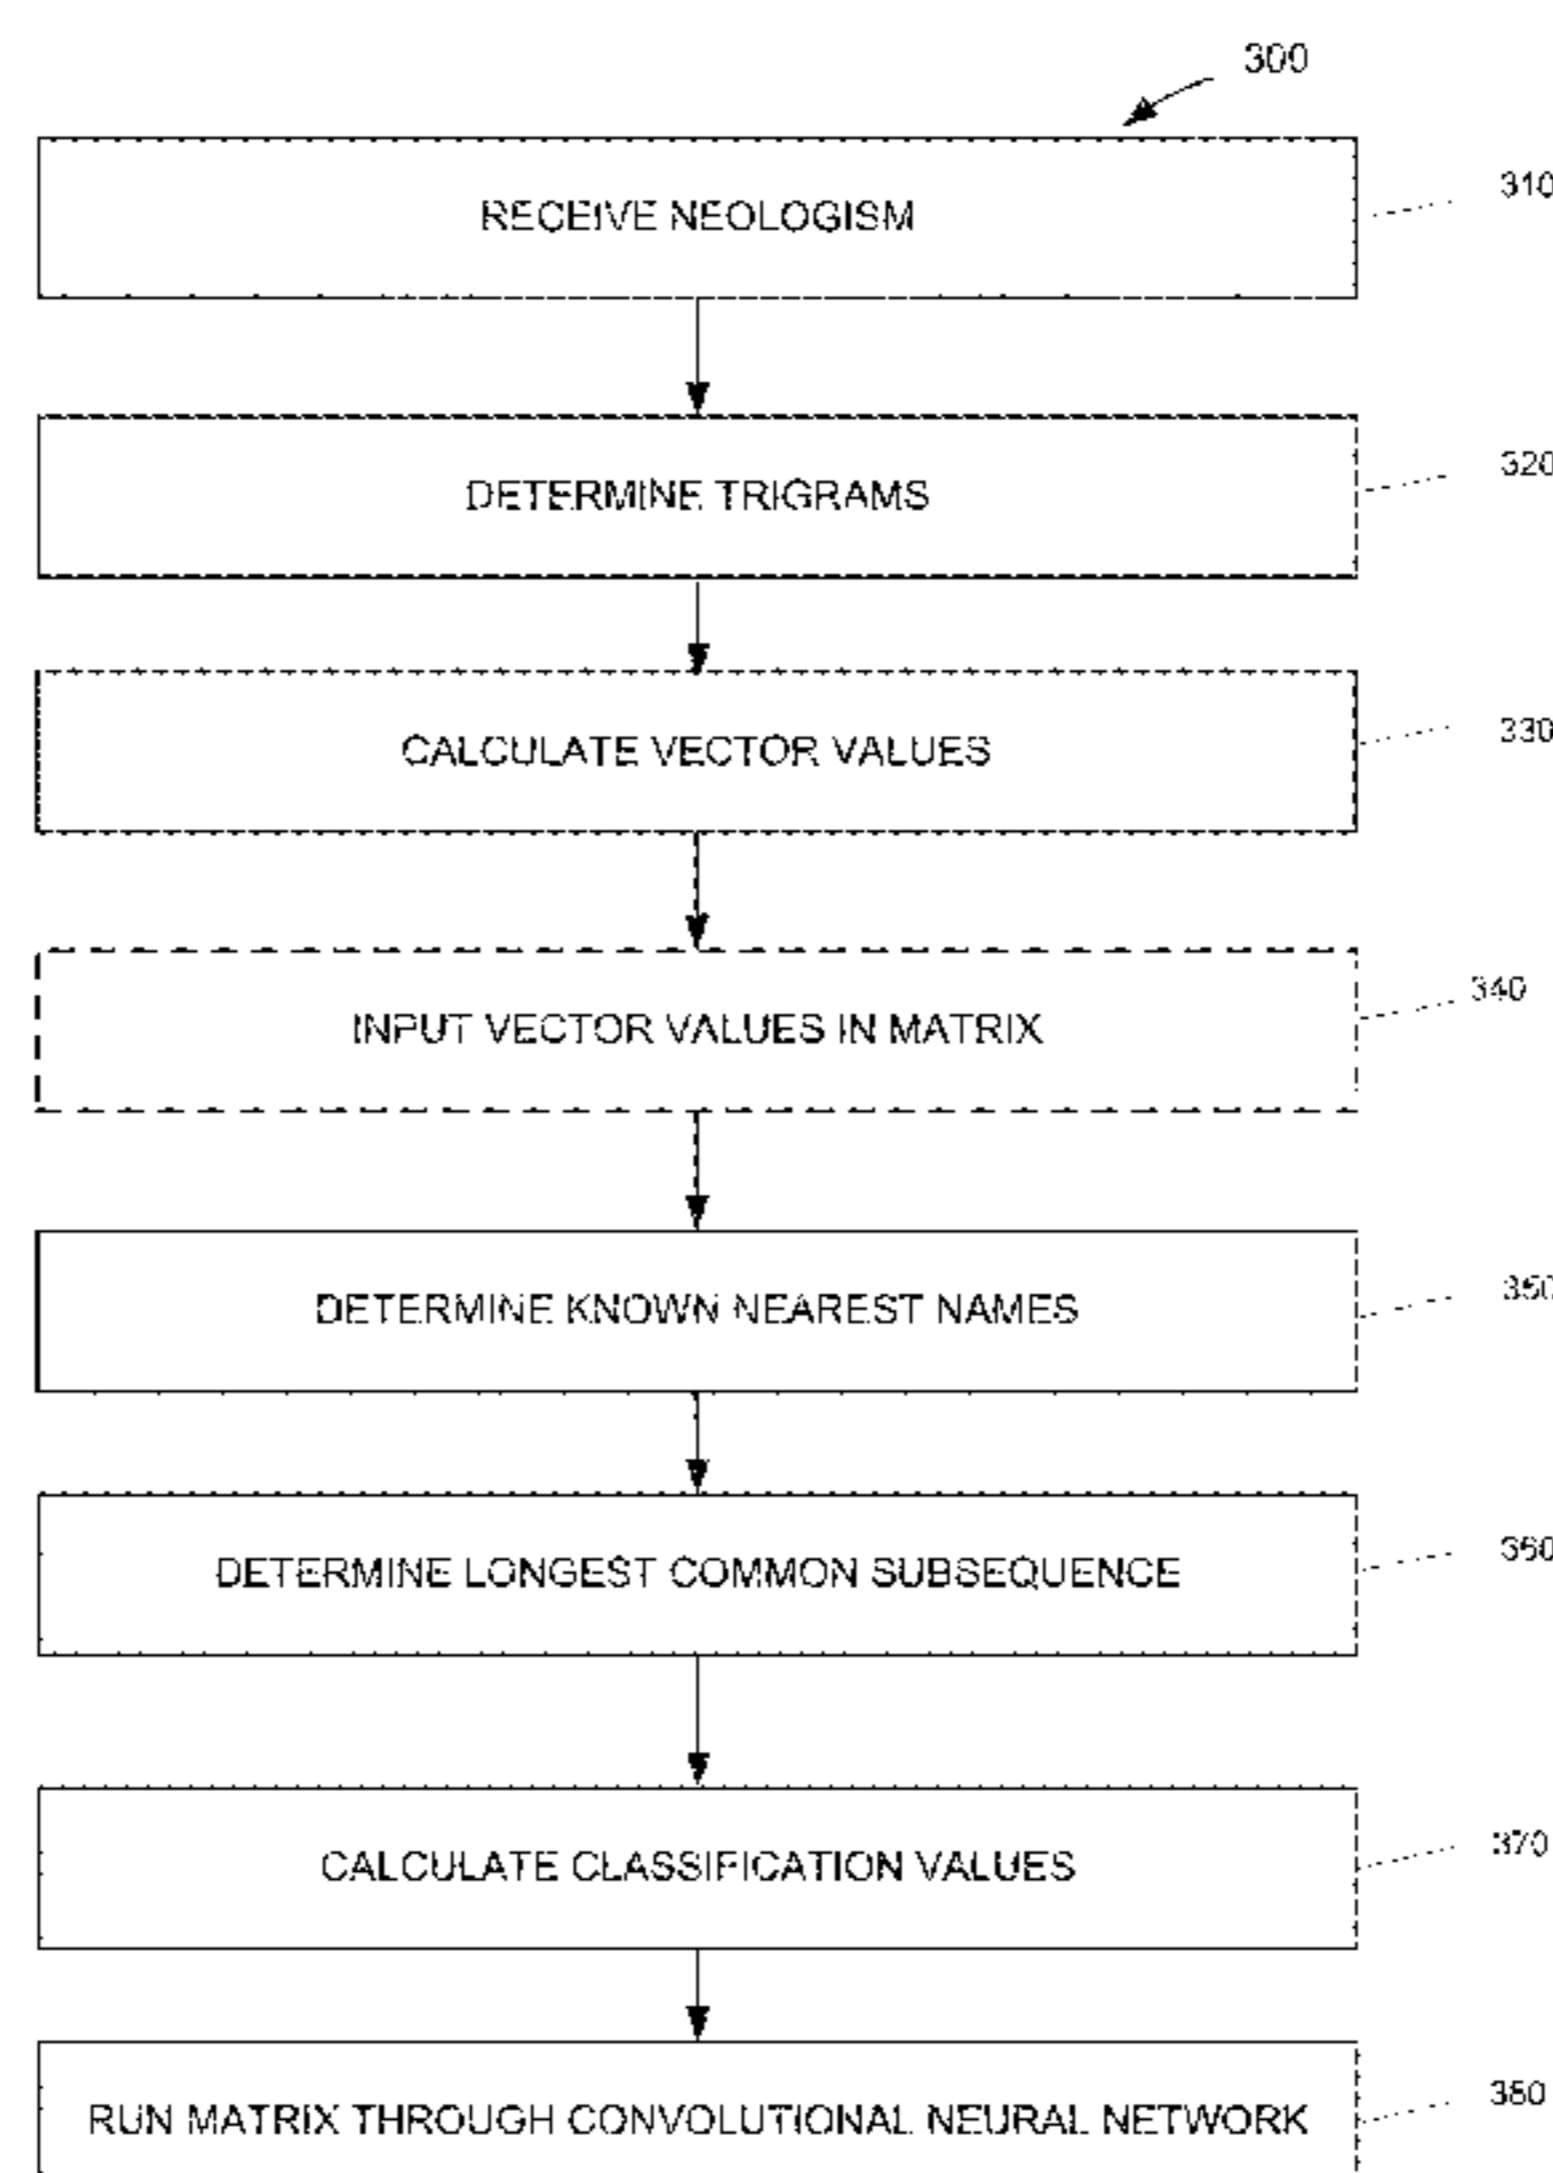 300
RECEIVE NEOLOGISM
310
DETERMINE TRIGRAMS
320
CALCULATE VECTOR VALUES
330
INPUT VECTOR VALUES IN MATRIX
340
DETERMINE KNOWN NEAREST NAMES
350
DETERMINE LONGEST COMMON SUBSEQUENCE
360
CALCULATE CLASSIFICATION VALUES
370
RUN MATRIX THROUGH CONVOLUTIONAL NEURAL NETWORK
380